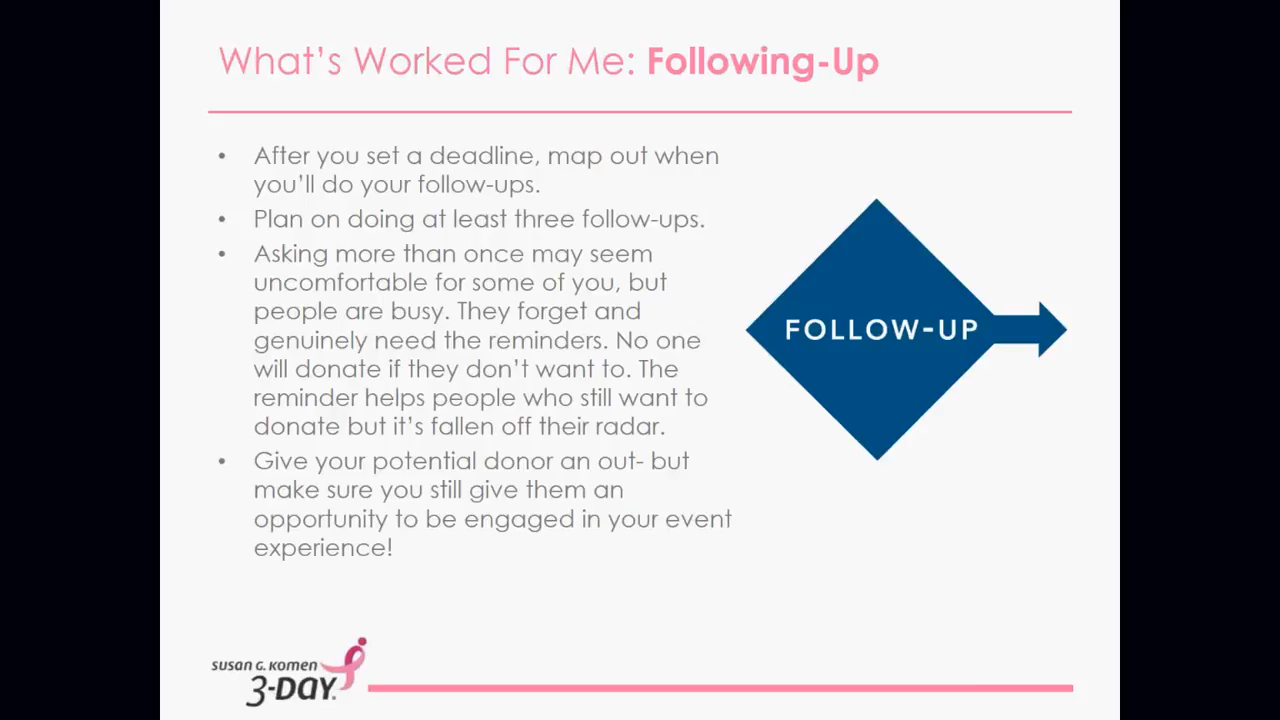 What's Worked For Me: Following-Up
• After you set a deadline, map out when
you'll do your follow-ups.
• Plan on doing at least three follow-ups.
• Asking more than once may seem
uncomfortable for some of you, but
people are busy. They forget and
genuinely need the reminders. No one
will donate if they don't want to. The
reminder helps people who still want to
donate but it's fallen off their radar.
• Give your potential donor an out- but
make sure you still give them an
opportunity to be engaged in your event
experience!
FOLLOW-UP
SUSAN G. KOMEN
3-DAY.